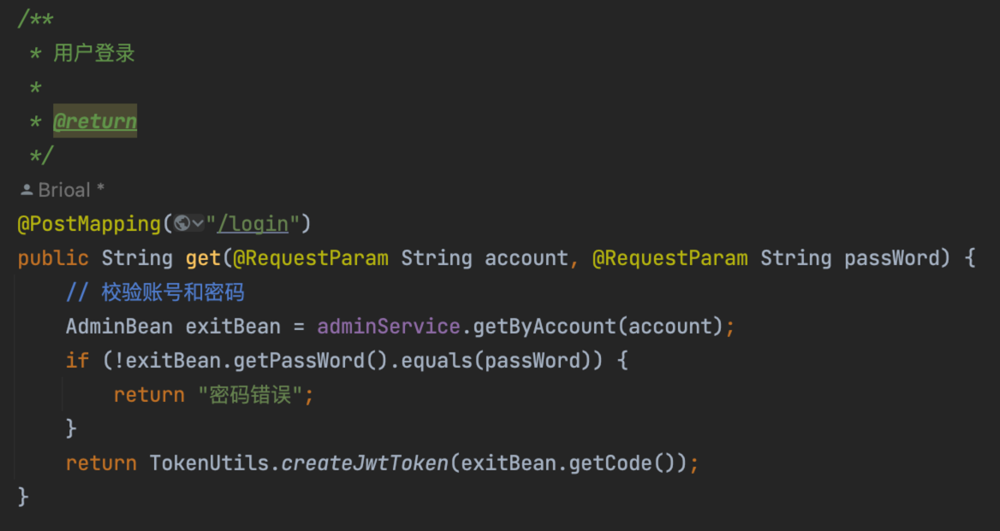 /**
 * 用户登录
 *
 * @return
 */
Brioal *
@PostMapping("/login")
public String get(@RequestParam String account, @RequestParam String passWord) {
    // 校验账号和密码
    AdminBean exitBean = adminService.getByAccount(account);
    if (!exitBean.getPassWord().equals(passWord)) {
        return "密码错误";
    }
    return TokenUtils.createJwtToken(exitBean.getCode());
}